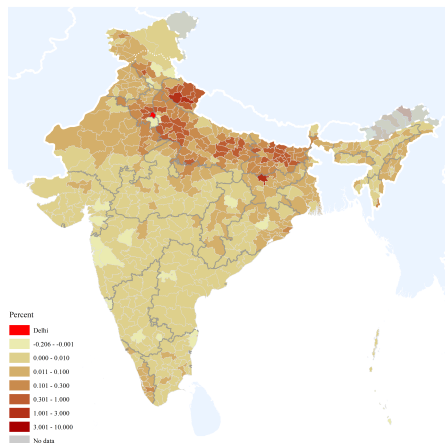 Percent
Delhi
-0.206 - -0.001
0.000 - 0.010
0.011 - 0.100
0.101 - 0.300
0.301 - 1.000
1.001 - 3.000
3.001 - 10.000
No data